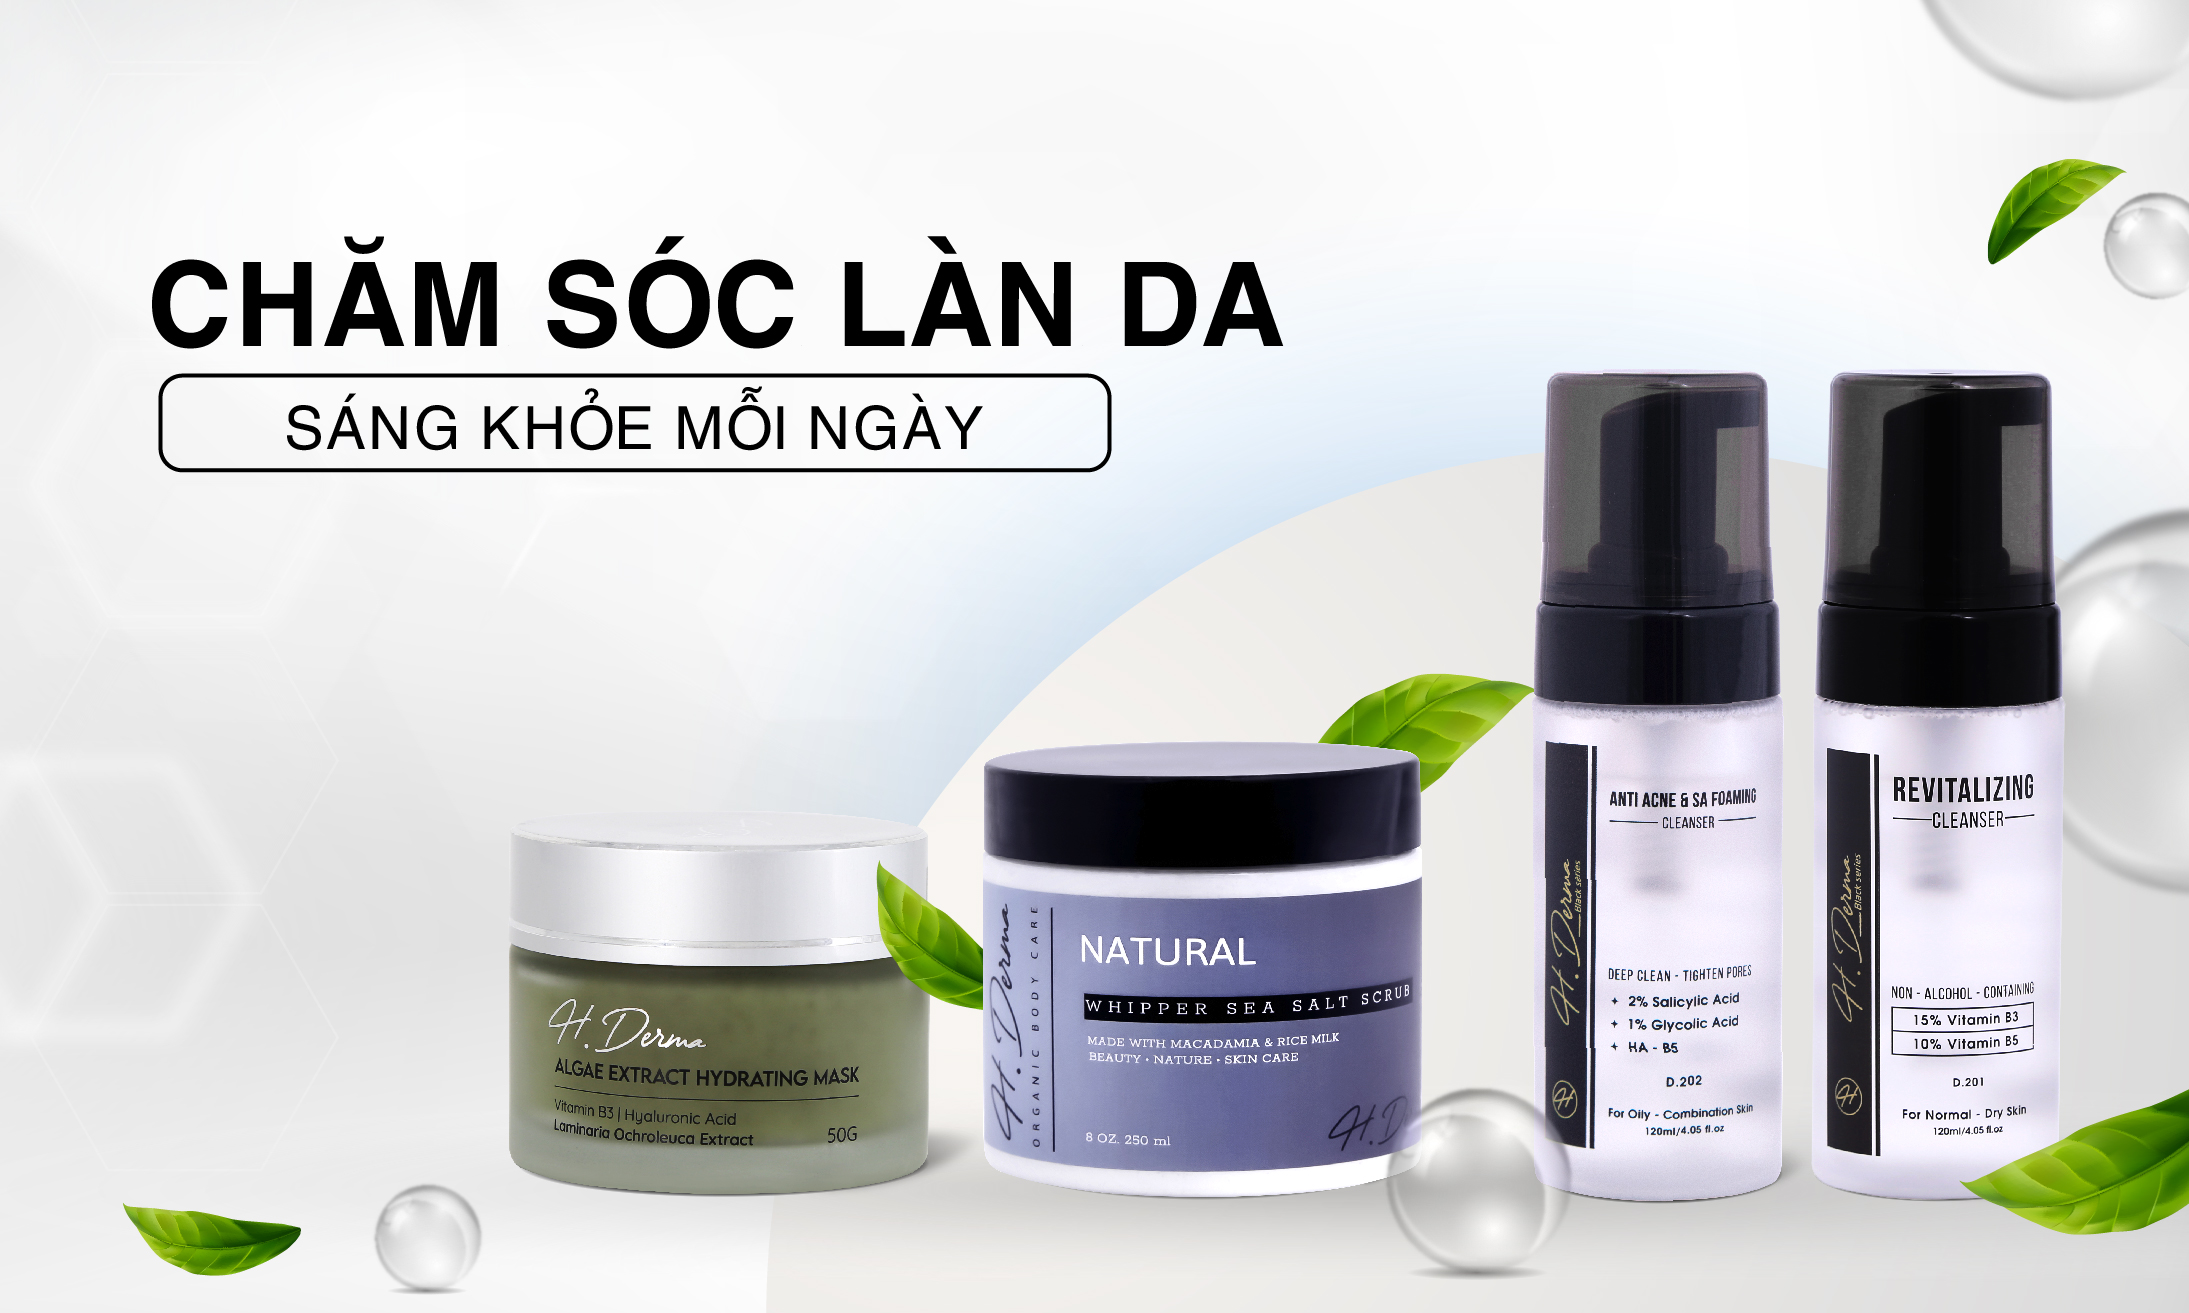 CHĂM SÓC LÀN DA
SÁNG KHỎE MỖI NGÀY
H.Derma
ALGAE EXTRACT HYDRATING MASK
Vitamin B3 | Hyaluronic Acid
Laminaria Ochroleuca Extract
50G
H.Derma
ORGANIC BODY CARE
NATURAL
WHIPPER SEA SALT SCRUB
MADE WITH MACADAMIA & RICE MILK
BEAUTY · NATURE · SKIN CARE
8 OZ. 250 ml
H.D
H.Derma
Black series
ANTI ACNE & SA FOAMING
CLEANSER
DEEP CLEAN - TIGHTEN PORES
+ 2% Salicylic Acid
+ 1% Glycolic Acid
+ HA - B5
D.202
For Oily - Combination Skin
120ml/4.05 fl.oz
H.Derma
Black series
REVITALIZING
CLEANSER
NON - ALCOHOL - CONTAINING
15% Vitamin B3
10% Vitamin B5
D.201
For Normal - Dry Skin
120ml/4.05 fl.oz